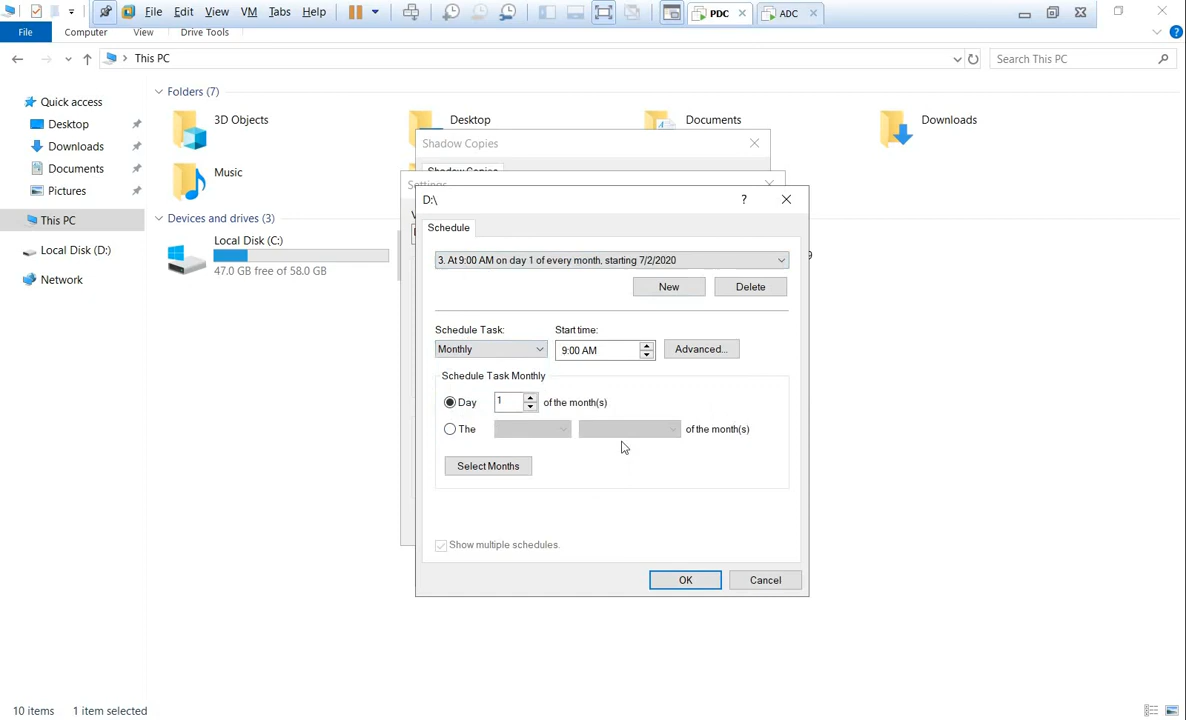 File Edit View VM Tabs Help PDC ADC
File Computer View Drive Tools
This PC Search This PC
Quick access
Desktop
Downloads
Documents
Pictures
This PC
Local Disk (D:)
Network
Folders (7)
3D Objects Desktop Documents Downloads
Music
Devices and drives (3)
Local Disk (C:)
47.0 GB free of 58.0 GB
Shadow Copies
Shadow Copies
Settings
D:\
Schedule
3. At 9:00 AM on day 1 of every month, starting 7/2/2020
New Delete
Schedule Task: Start time:
Monthly 9:00 AM Advanced...
Schedule Task Monthly
Day 1 of the month(s)
The of the month(s)
Select Months
Show multiple schedules.
OK Cancel
10 items 1 item selected